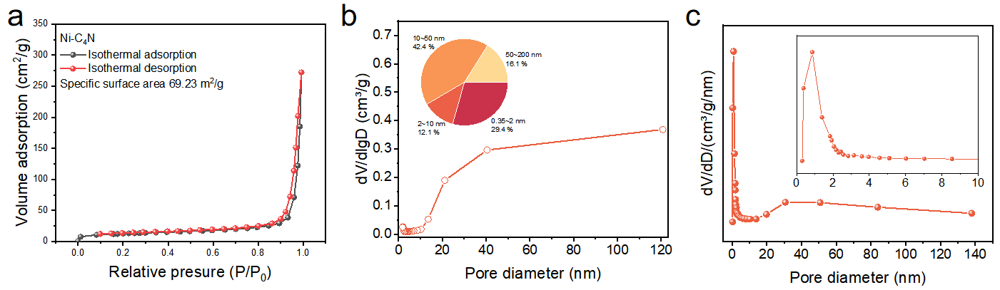 a
350
300
250
200
150
100
50
0
Volume adsorption (cm²/g)
Ni-C₄N
Isothermal adsorption
Isothermal desorption
Specific surface area 69.23 m²/g
0.0 0.2 0.4 0.6 0.8 1.0
Relative presure (P/P₀)
b
0.7
0.6
0.5
0.4
0.3
0.2
0.1
0.0
dV/dlgD (cm³/g)
10~50 nm
42.4 %
50~200 nm
16.1 %
2~10 nm
12.1 %
0.35~2 nm
29.4 %
0 20 40 60 80 100 120
Pore diameter (nm)
c
dV/dD/(cm³/g/nm)
0 2 4 6 8 10
0 20 40 60 80 100 120 140
Pore diameter (nm)